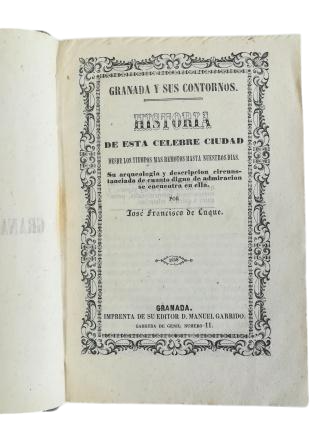 GRANADA Y SUS CONTORNOS.
HISTORIA
DE ESTA CELEBRE CIUDAD
DESDE LOS TIEMPOS MAS REMOTOS HASTA NUESTROS DIAS.
Su arqueologia y descripcion circuns-
tanciada de cuanto digno de admiracion
se encuentra en ella.
POR
José Francisco de Luque.
1858
GRANADA.
IMPRENTA DE SU EDITOR D. MANUEL GARRIDO.
CARRERA DE GENIL NUMERO 11.